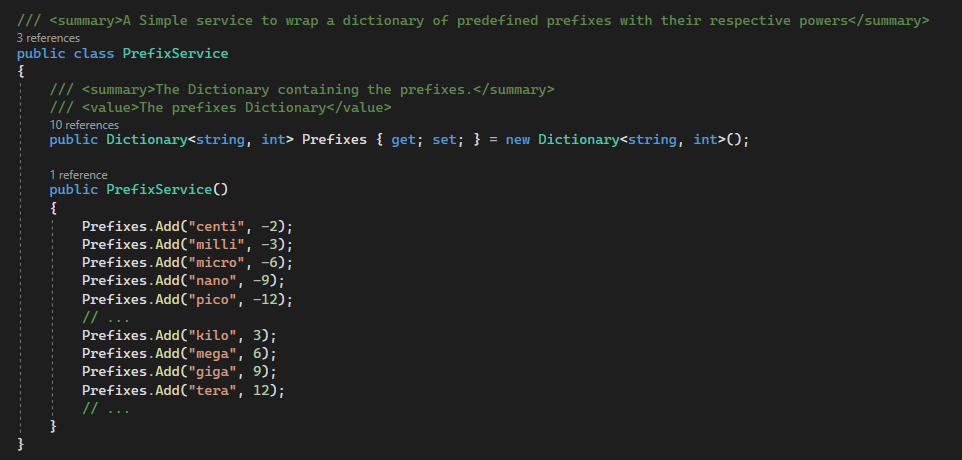 /// <summary>A Simple service to wrap a dictionary of predefined prefixes with their respective powers</summary>
3 references
public class PrefixService
{
/// <summary>The Dictionary containing the prefixes.</summary>
/// <value>The prefixes Dictionary</value>
10 references
public Dictionary<string, int> Prefixes { get; set; } = new Dictionary<string, int>();
1 reference
public PrefixService()
{
Prefixes.Add("centi", -2);
Prefixes.Add("milli", -3);
Prefixes.Add("micro", -6);
Prefixes.Add("nano", -9);
Prefixes.Add("pico", -12);
// ...
Prefixes.Add("kilo", 3);
Prefixes.Add("mega", 6);
Prefixes.Add("giga", 9);
Prefixes.Add("tera", 12);
// ...
}
}